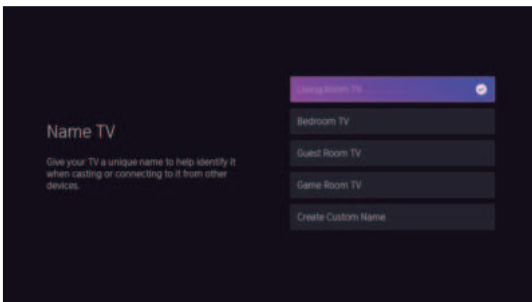 Name TV
Give your TV a unique name to help identify it
when casting or connecting to it from other
devices.
Living Room TV
Bedroom TV
Guest Room TV
Game Room TV
Create Custom Name